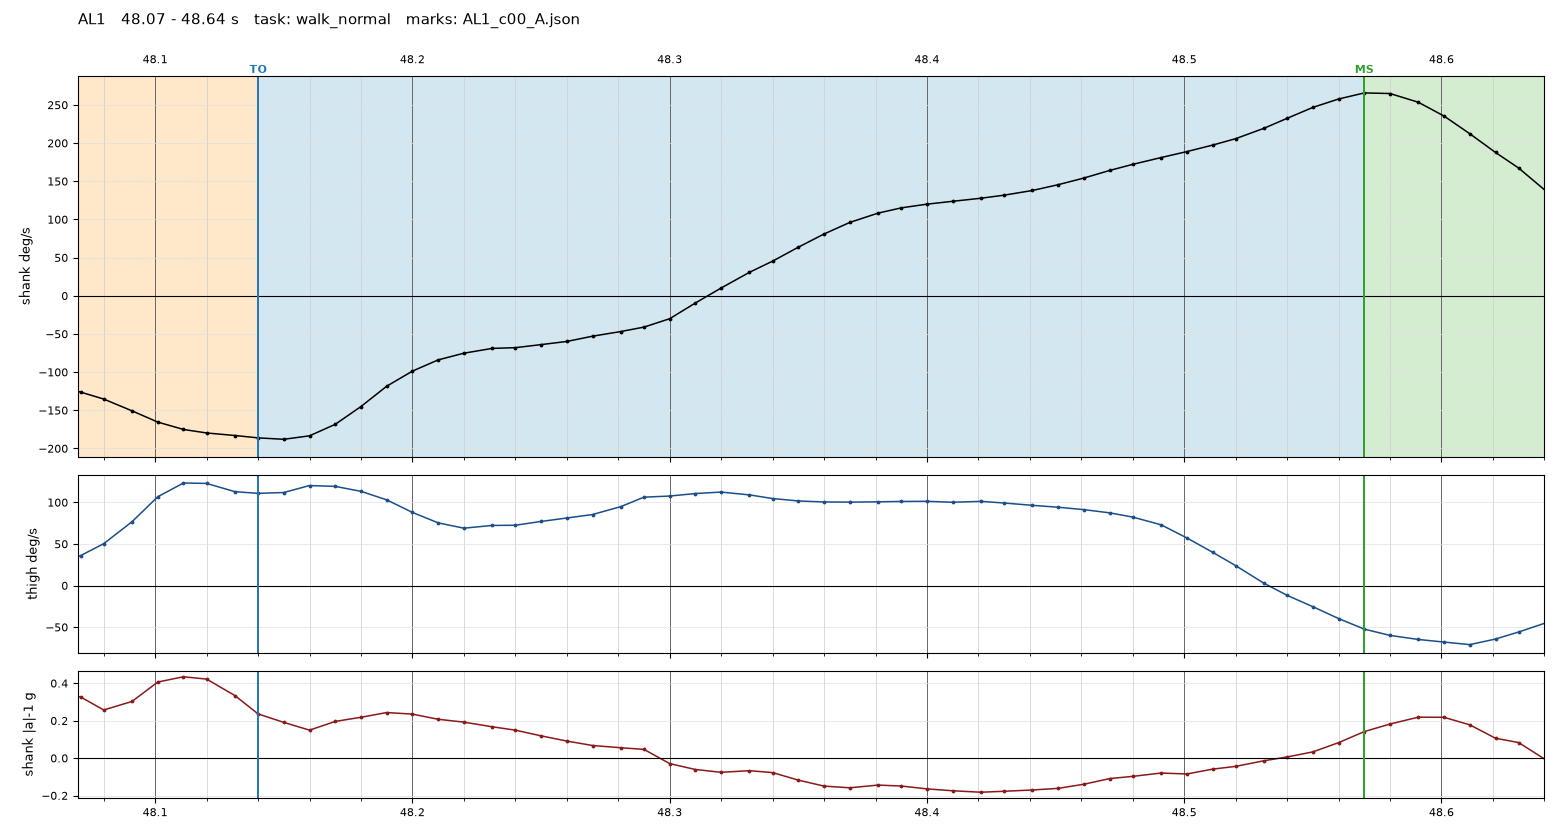 AL1   48.07 - 48.64 s   task: walk_normal   marks: AL1_c00_A.json
48.1 48.2 48.3 48.4 48.5 48.6
TO MS
shank deg/s
250
200
150
100
50
0
−50
−100
−150
−200
thigh deg/s
100
50
0
−50
shank |a|-1 g
0.4
0.2
0.0
−0.2
48.1 48.2 48.3 48.4 48.5 48.6